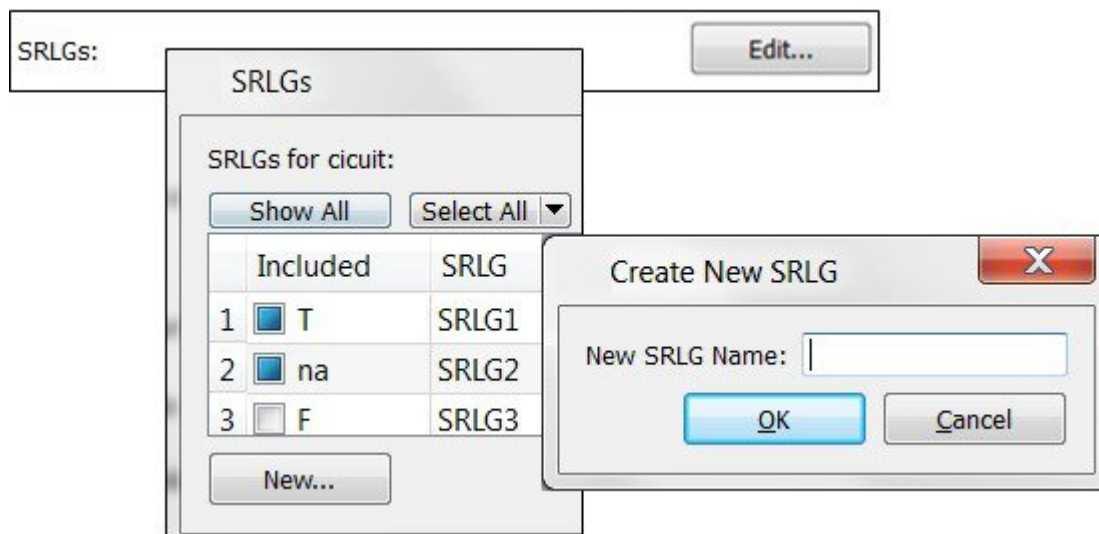 SRLGs:
Edit...
SRLGs
SRLGs for cicuit:
Show All
Select All
Included SRLG
1 T SRLG1
2 na SRLG2
3 F SRLG3
New...
Create New SRLG
X
New SRLG Name:
OK
Cancel